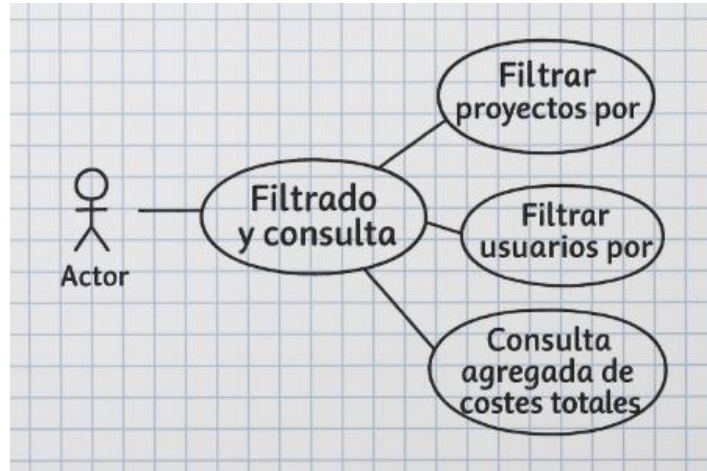 Filtrar
proyectos por
Filtrado
y consulta
Filtrar
usuarios por
Actor
Consulta
agregada de
costes totales